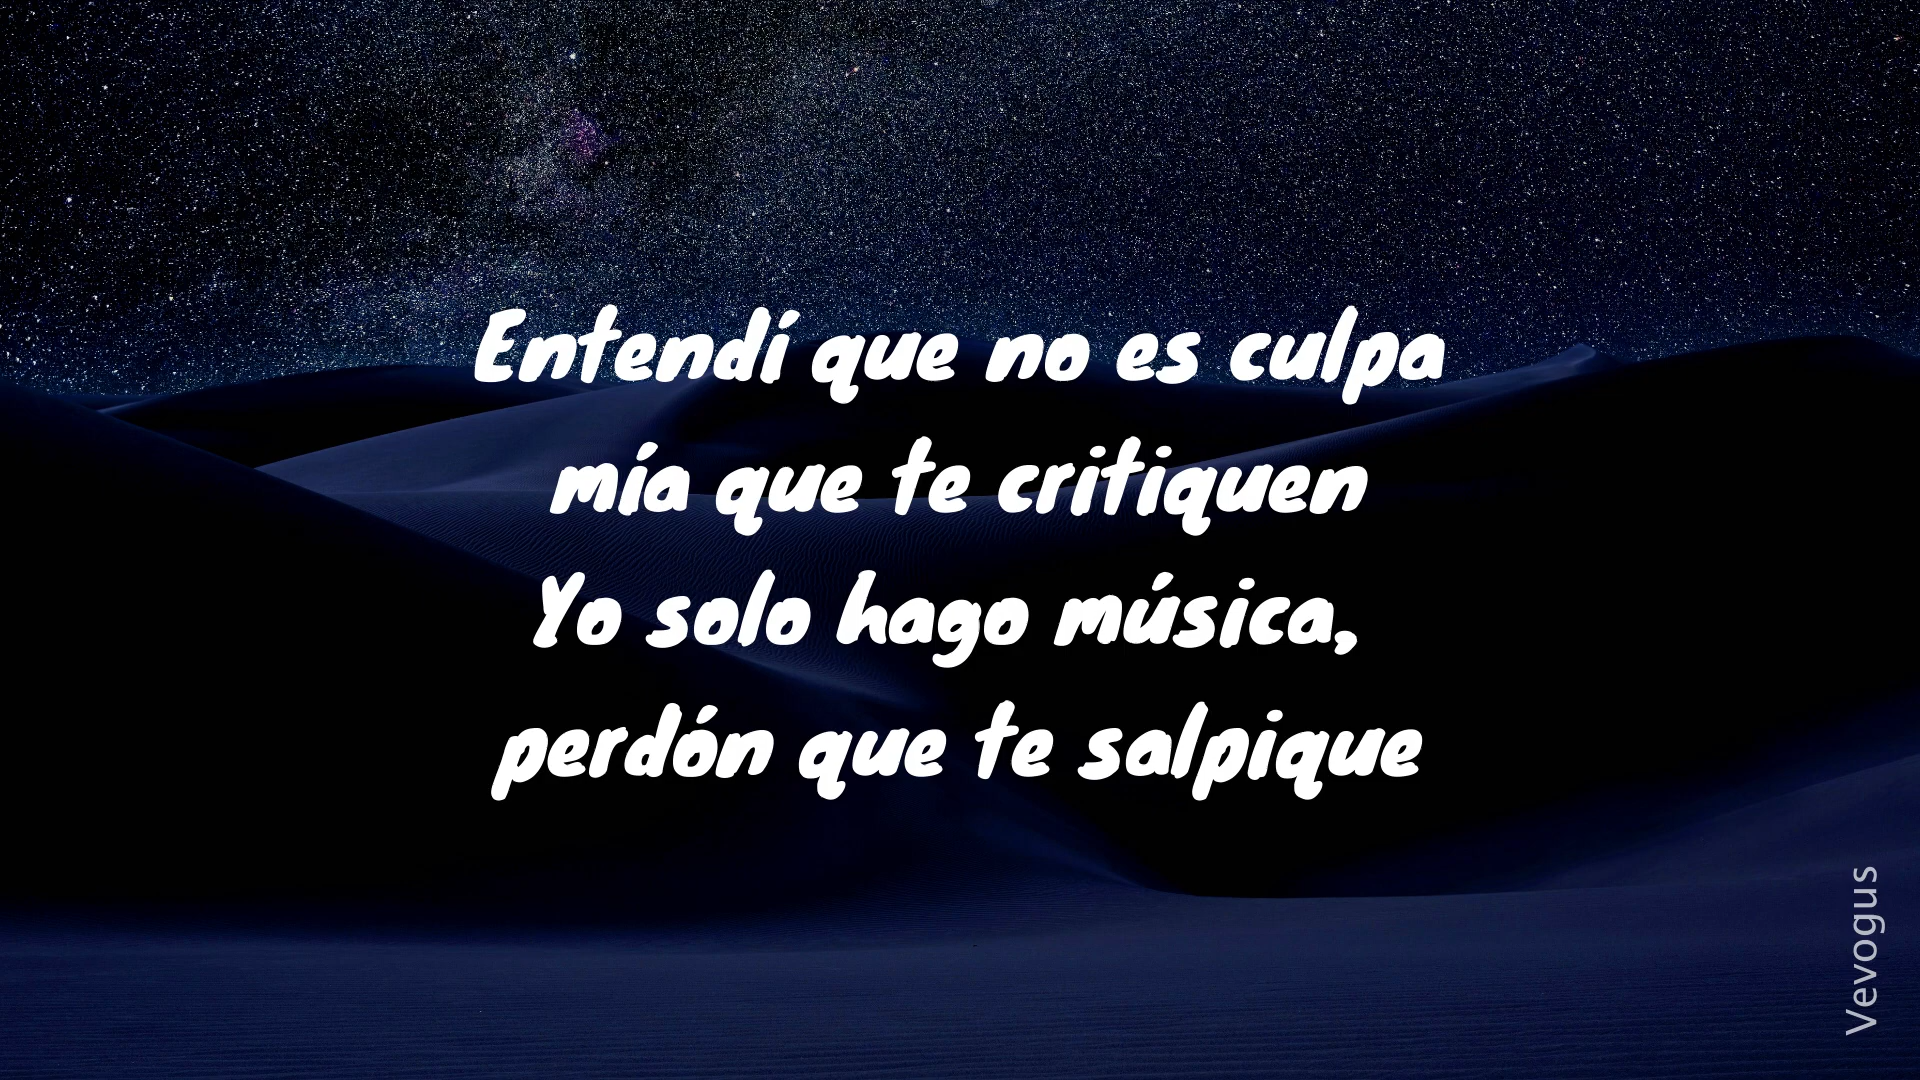 Entendí que no es culpa
mía que te critiquen
Yo solo hago música,
perdón que te salpique
Vevogus